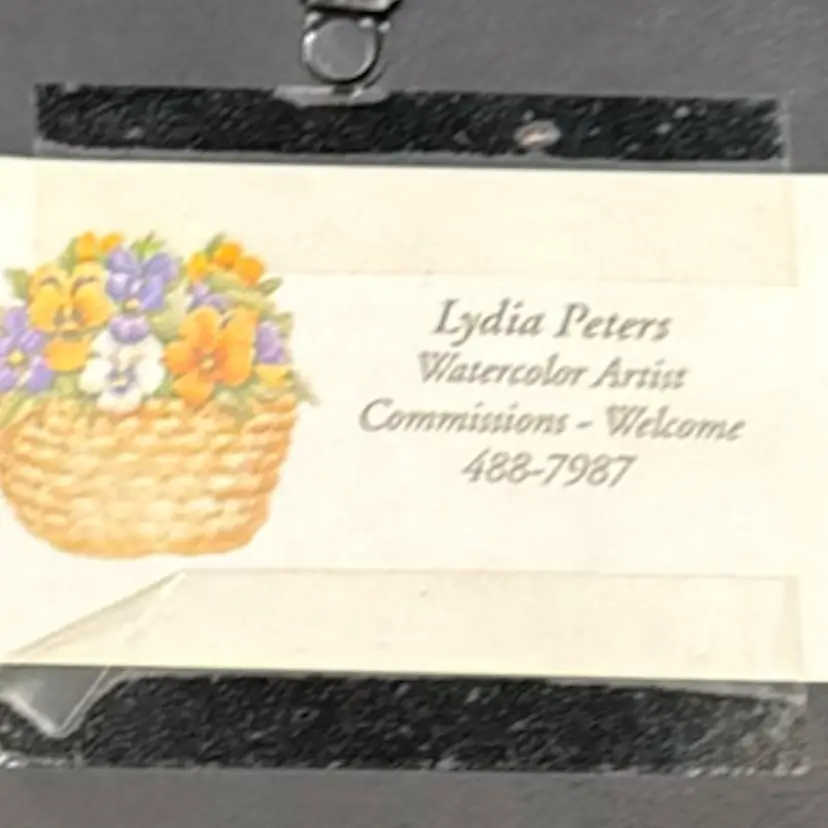 Lydia Peters
Watercolor Artist
Commissions - Welcome
488-7987